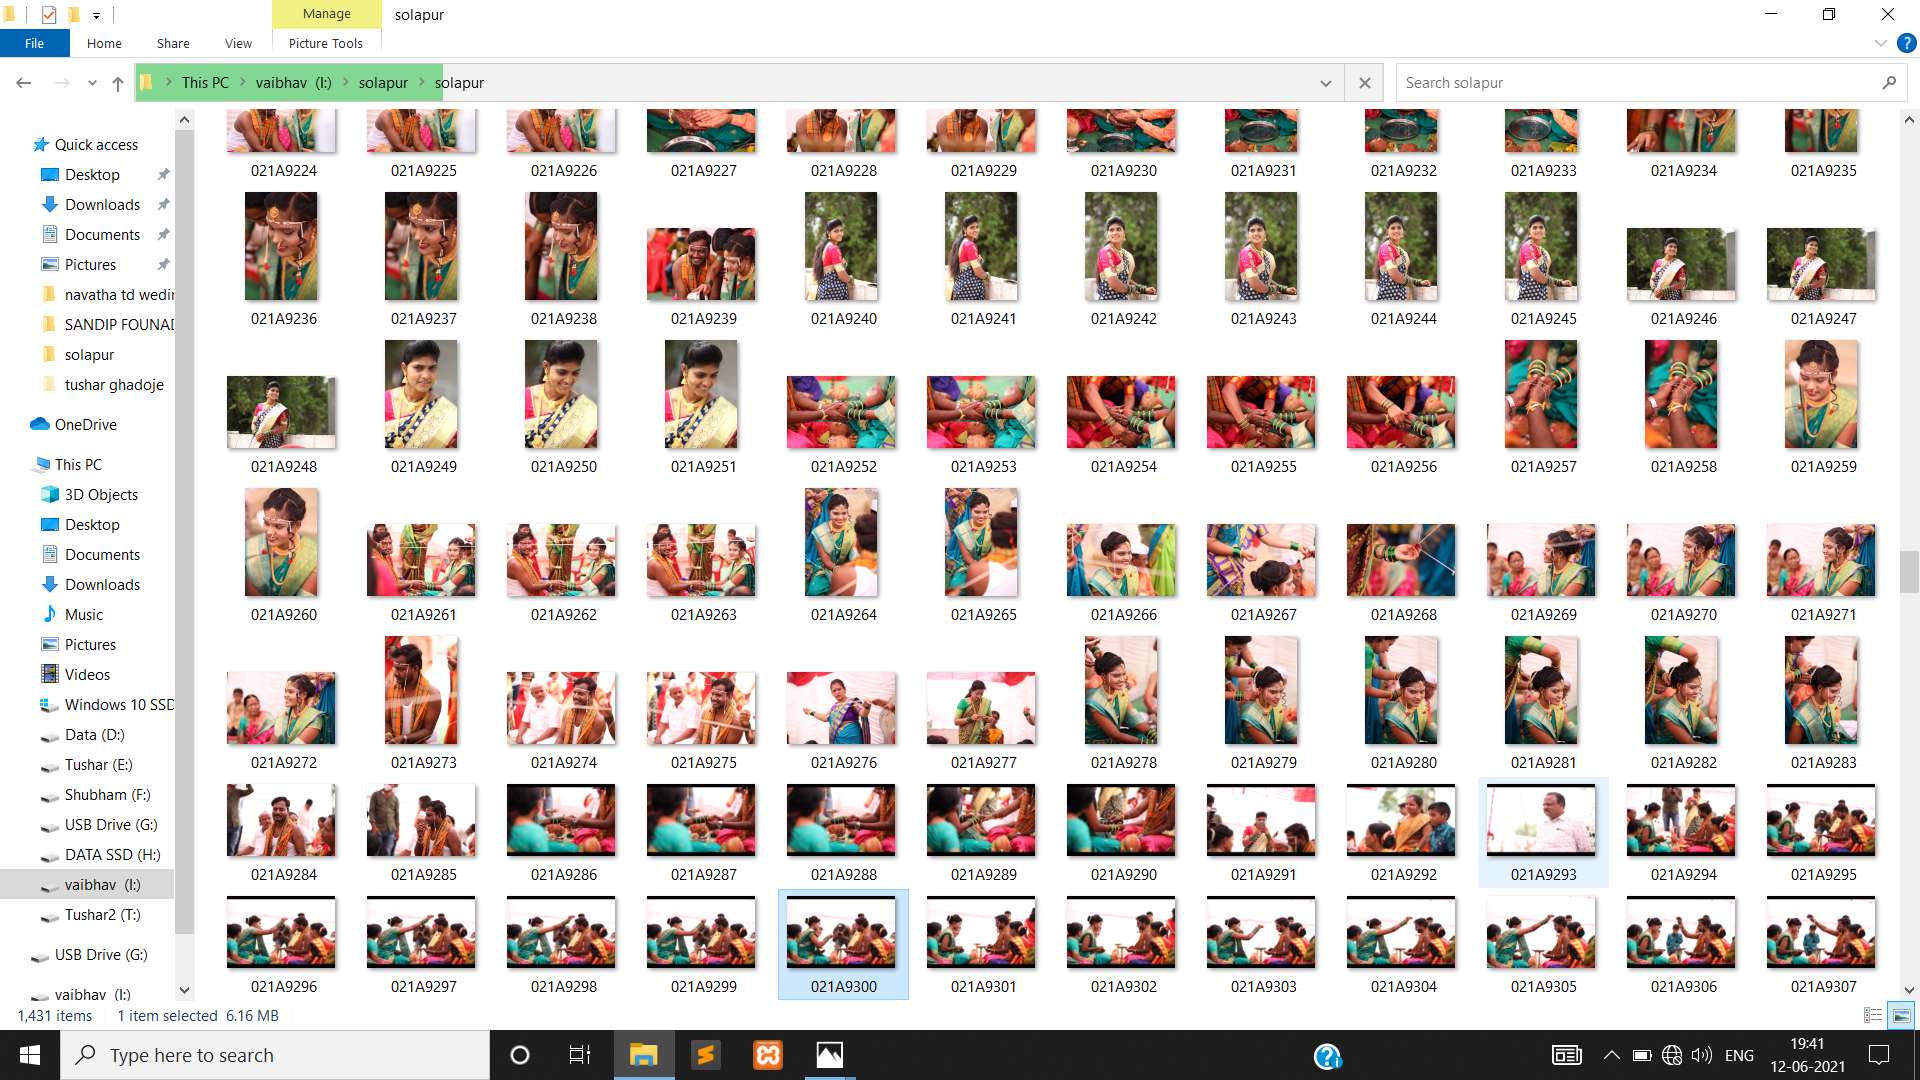 Manage
solapur
File
Home
Share
View
Picture Tools
This PC
vaibhav (I:)
solapur
solapur
Search solapur
Quick access
Desktop
Downloads
Documents
Pictures
navatha td wedin
SANDIP FOUNAD
solapur
tushar ghadoje
OneDrive
This PC
3D Objects
Desktop
Documents
Downloads
Music
Pictures
Videos
Windows 10 SSD
Data (D:)
Tushar (E:)
Shubham (F:)
USB Drive (G:)
DATA SSD (H:)
vaibhav (I:)
Tushar2 (T:)
USB Drive (G:)
vaibhav (I:)
021A9224 021A9225 021A9226 021A9227 021A9228 021A9229 021A9230 021A9231 021A9232 021A9233 021A9234 021A9235
021A9236 021A9237 021A9238 021A9239 021A9240 021A9241 021A9242 021A9243 021A9244 021A9245 021A9246 021A9247
021A9248 021A9249 021A9250 021A9251 021A9252 021A9253 021A9254 021A9255 021A9256 021A9257 021A9258 021A9259
021A9260 021A9261 021A9262 021A9263 021A9264 021A9265 021A9266 021A9267 021A9268 021A9269 021A9270 021A9271
021A9272 021A9273 021A9274 021A9275 021A9276 021A9277 021A9278 021A9279 021A9280 021A9281 021A9282 021A9283
021A9284 021A9285 021A9286 021A9287 021A9288 021A9289 021A9290 021A9291 021A9292 021A9293 021A9294 021A9295
021A9296 021A9297 021A9298 021A9299 021A9300 021A9301 021A9302 021A9303 021A9304 021A9305 021A9306 021A9307
1,431 items 1 item selected 6.16 MB
Type here to search
ENG
19:41
12-06-2021